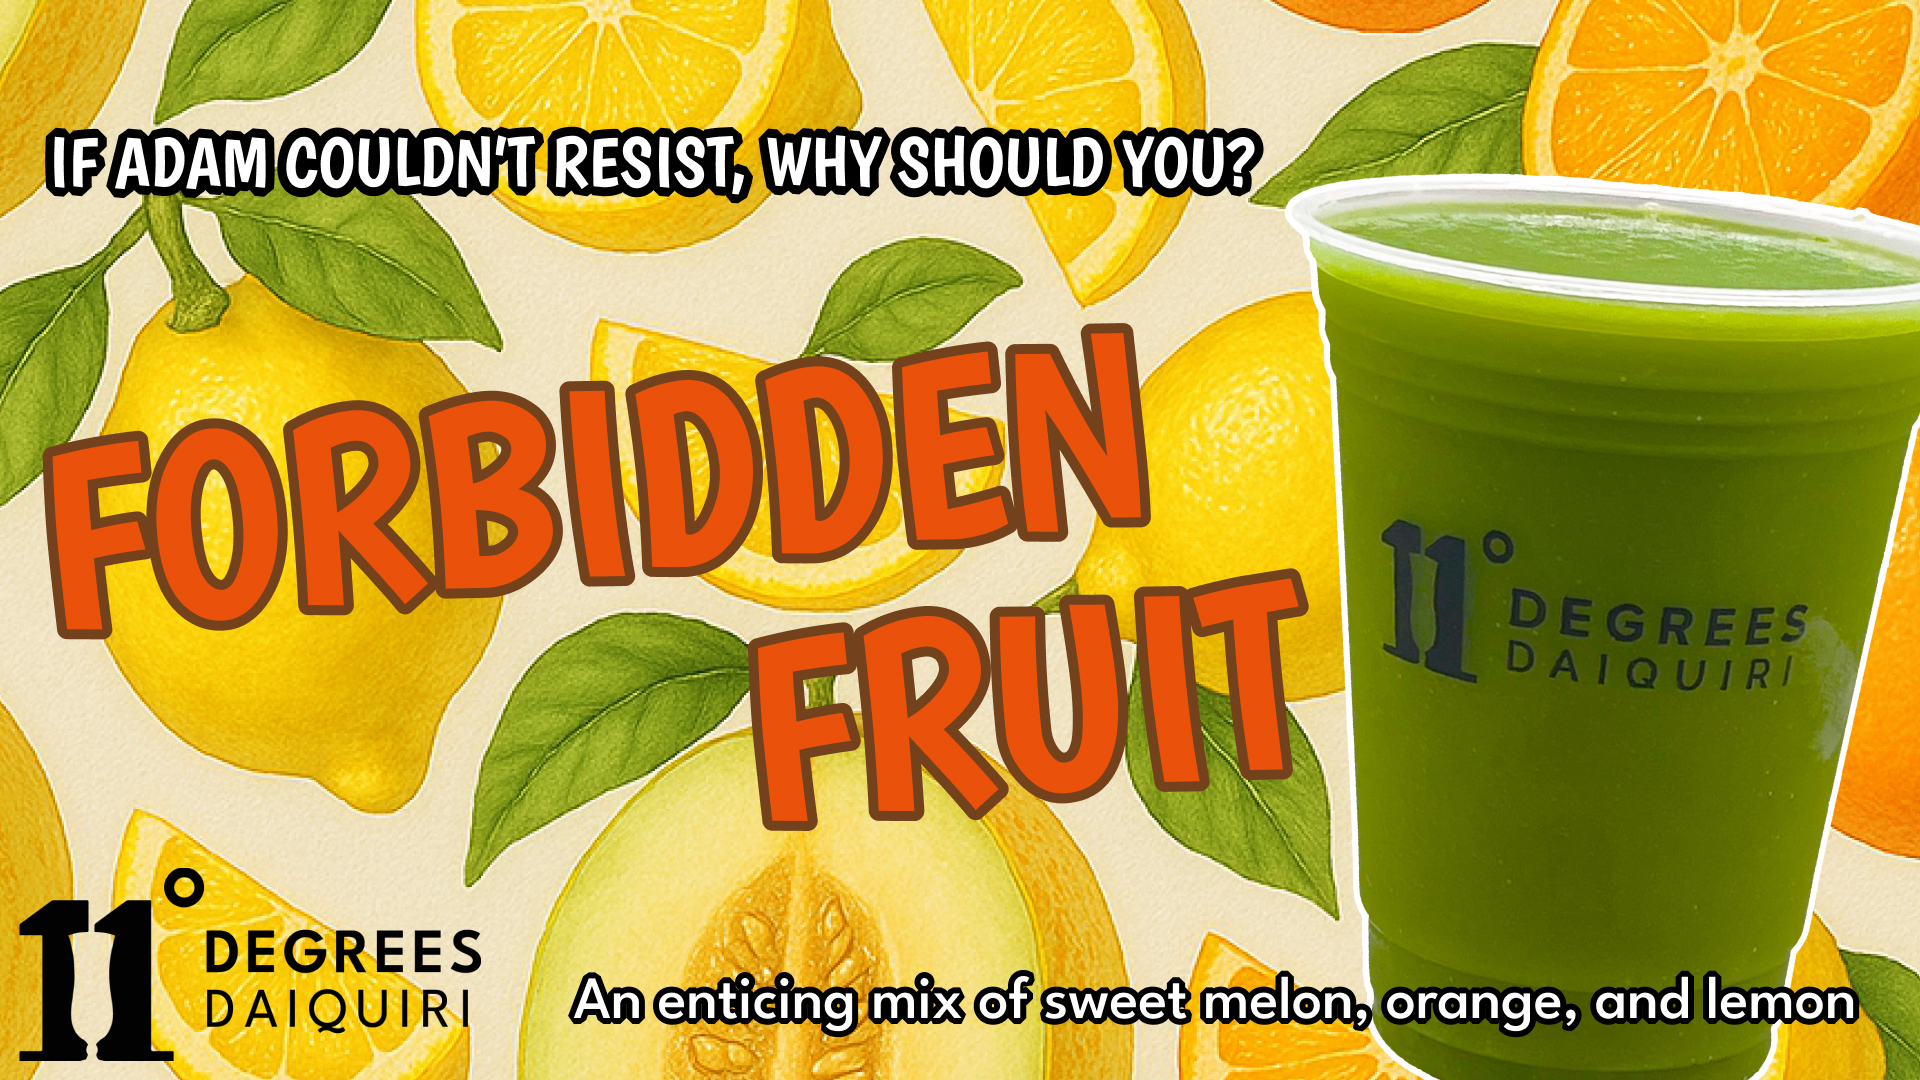 IF ADAM COULDN'T RESIST, WHY SHOULD YOU?
FORBIDDEN
FRUIT
11°
DEGREES
DAIQUIRI
11°
DEGREES
DAIQUIRI
An enticing mix of sweet melon, orange, and lemon